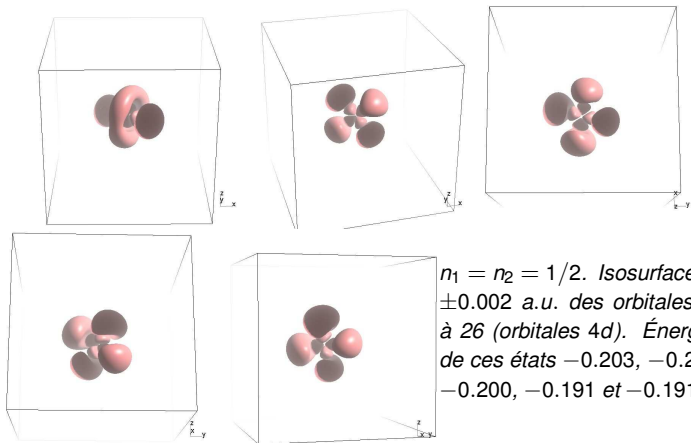 z
y x
z
y x
x
z y
n₁ = n₂ = 1/2. Isosurface
±0.002 a.u. des orbitales
à 26 (orbitales 4d). Énerg
de ces états −0.203, −0.2
−0.200, −0.191 et −0.191
z
x y
z
x y